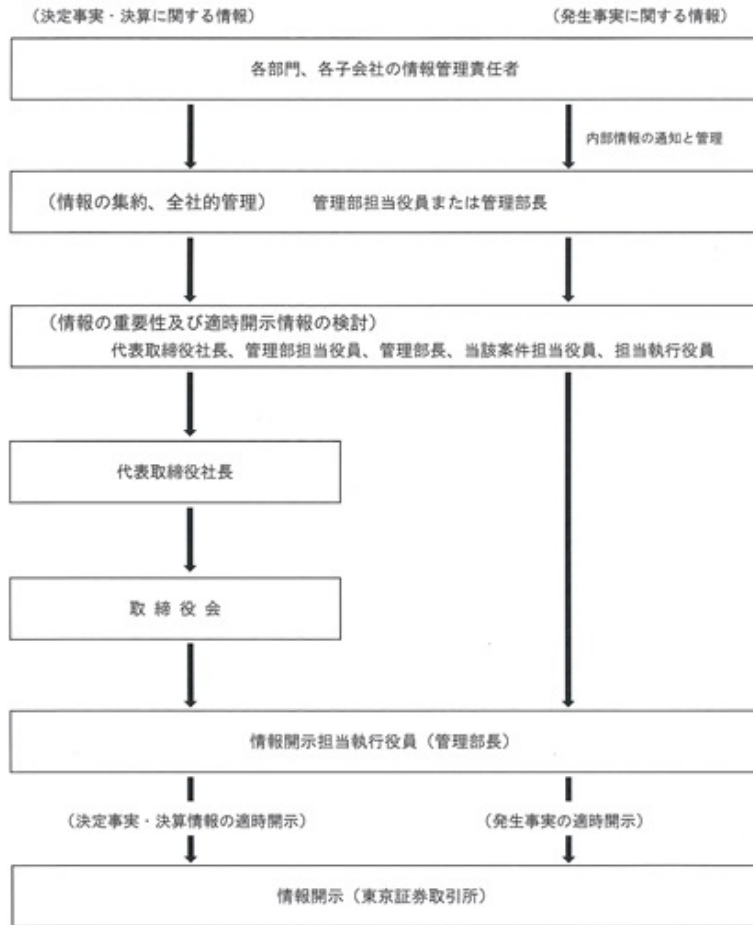 (決定事実・決算に関する情報) (発生事実に関する情報)
各部門、各子会社の情報管理責任者
内部情報の通知と管理
(情報の集約、全社的管理) 管理部担当役員または管理部長
(情報の重要性及び適時開示情報の検討)
代表取締役社長、管理部担当役員、管理部長、当該案件担当役員、担当執行役員
代表取締役社長
取 締 役 会
情報開示担当執行役員(管理部長)
(決定事実・決算情報の適時開示) (発生事実の適時開示)
情報開示(東京証券取引所)